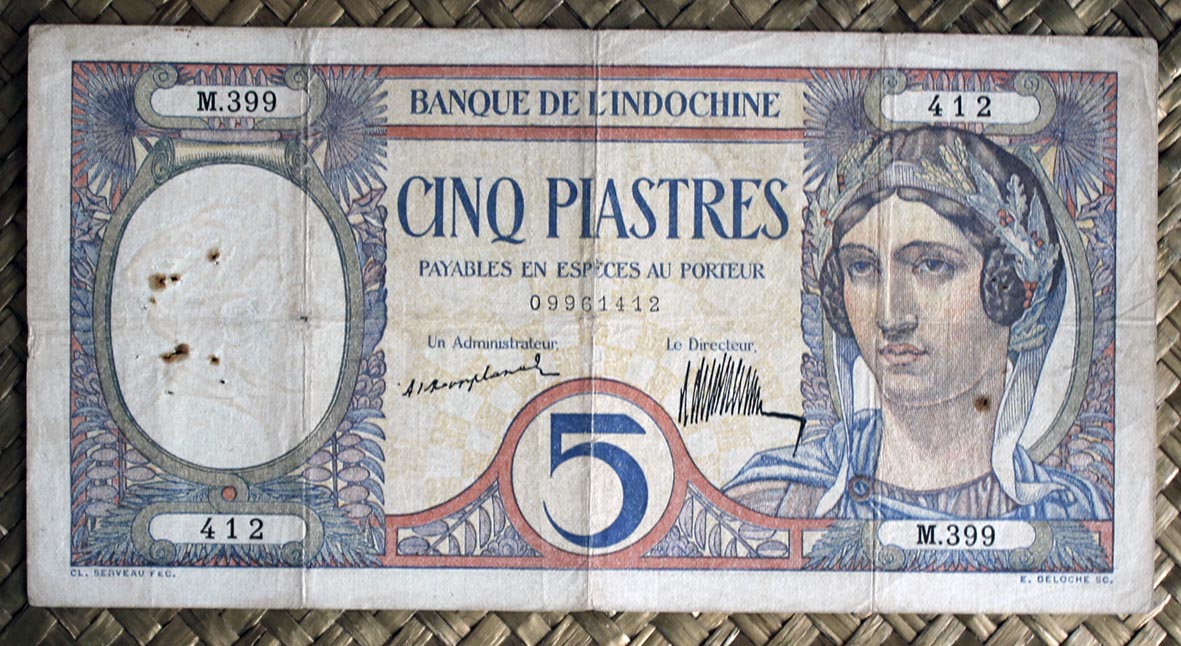 M.399
BANQUE DE L'INDOCHINE
412
CINQ PIASTRES
PAYABLES EN ESPÈCES AU PORTEUR
09961412
Un Administrateur,
Le Directeur,
5
412
M.399
CL. SERVEAU FEC.
E. DELOCHE SC.